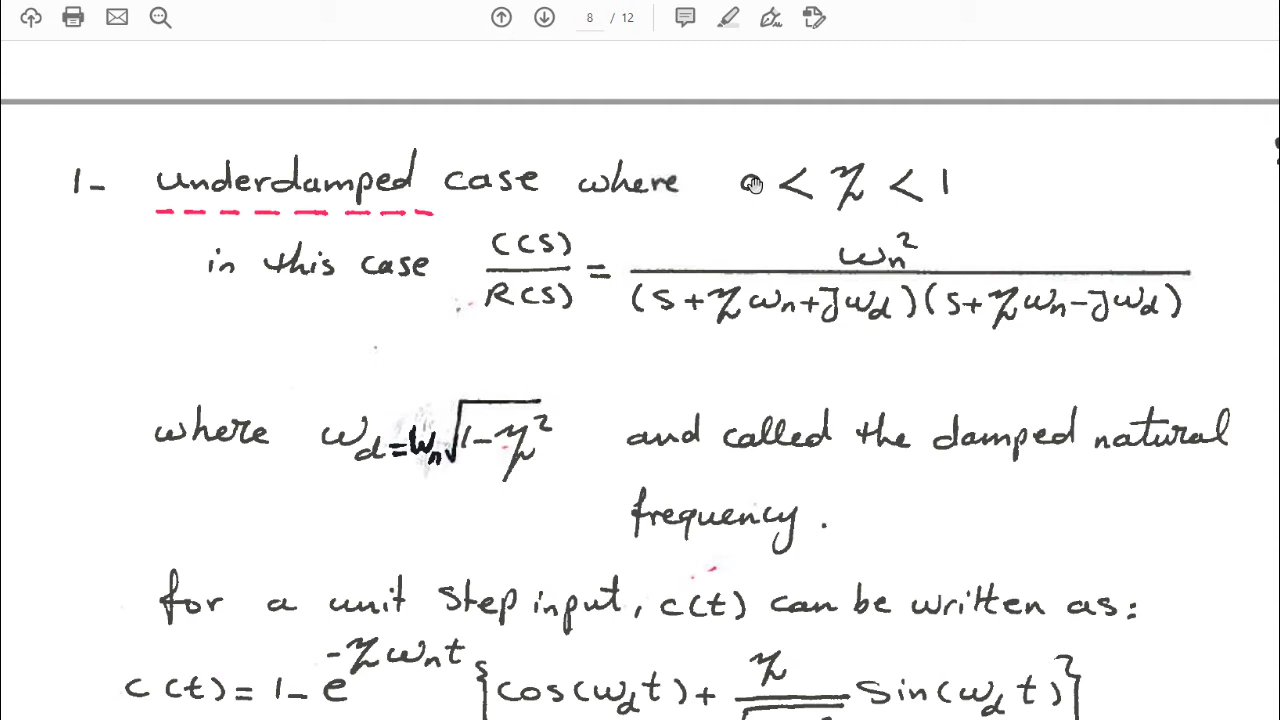 8 / 12
1- underdamped case where 0 < ζ < 1
in this case C(S)/R(S) = ωn² / (S+ζωn+Jωd)(S+ζωn-Jωd)
where ωd=ωn√1-ζ² and called the damped natural
frequency.
for a unit step input, c(t) can be written as:
c(t) = 1- e^-ζωnt {cos(ωd t) + ζ/√ sin(ωd t)}